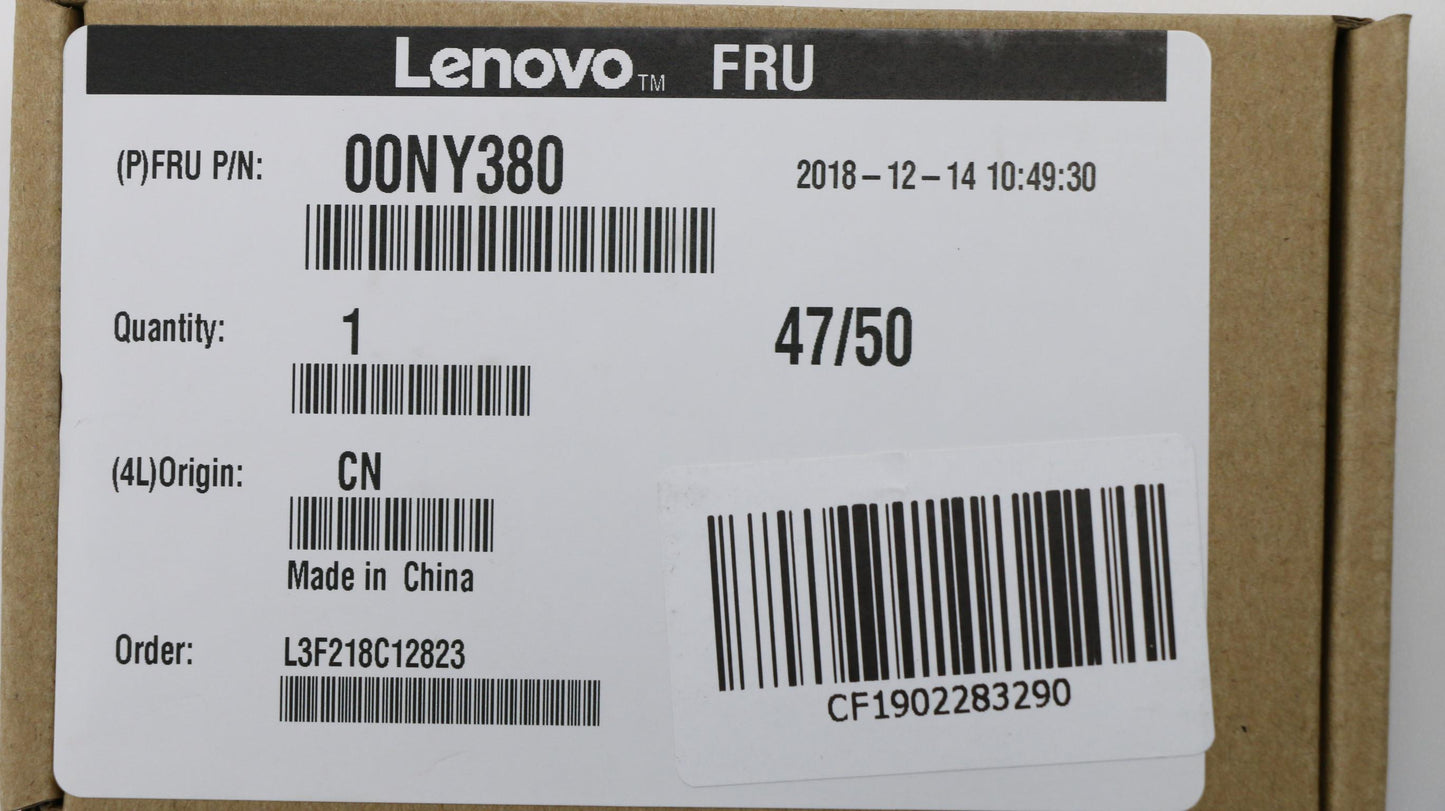 Lenovo™ FRU
(P)FRU P/N: 00NY380
2018-12-14 10:49:30
Quantity: 1
47/50
(4L)Origin: CN
Made in China
Order: L3F218C12823
CF1902283290